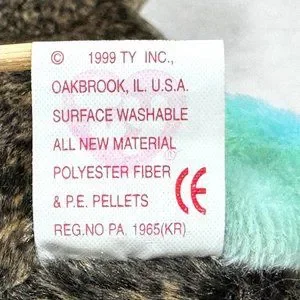 © 1999 TY INC.,
OAKBROOK, IL. U.S.A.
SURFACE WASHABLE
ALL NEW MATERIAL
POLYESTER FIBER
& P.E. PELLETS CE
REG.NO PA. 1965(KR)